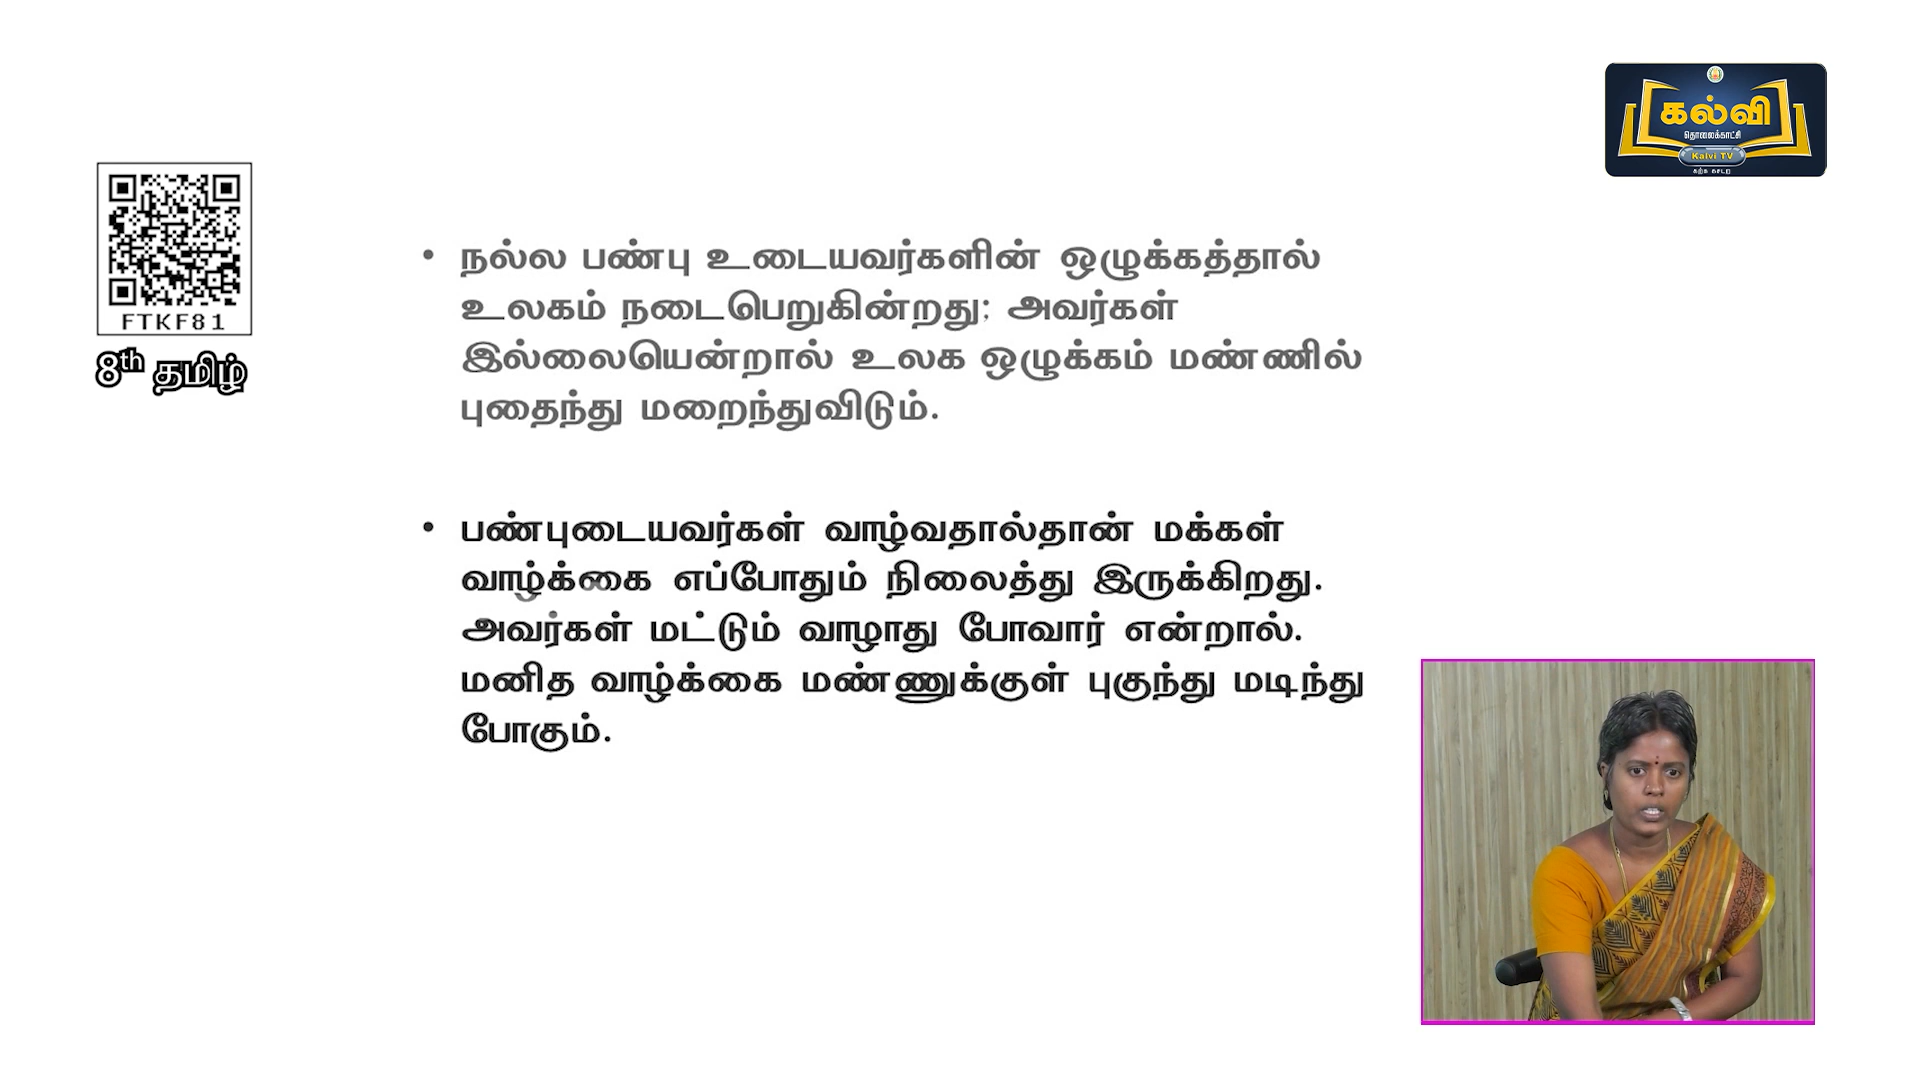 கல்வி
தொலைக்காட்சி
Kalvi TV
கற்க கசடற
FTKF81
8th தமிழ்
• நல்ல பண்பு உடையவர்களின் ஒழுக்கத்தால்
உலகம் நடைபெறுகின்றது; அவர்கள்
இல்லையென்றால் உலக ஒழுக்கம் மண்ணில்
புதைந்து மறைந்துவிடும்.
• பண்புடையவர்கள் வாழ்வதால்தான் மக்கள்
வாழ்க்கை எப்போதும் நிலைத்து இருக்கிறது.
அவர்கள் மட்டும் வாழாது போவார் என்றால்.
மனித வாழ்க்கை மண்ணுக்குள் புகுந்து மடிந்து
போகும்.